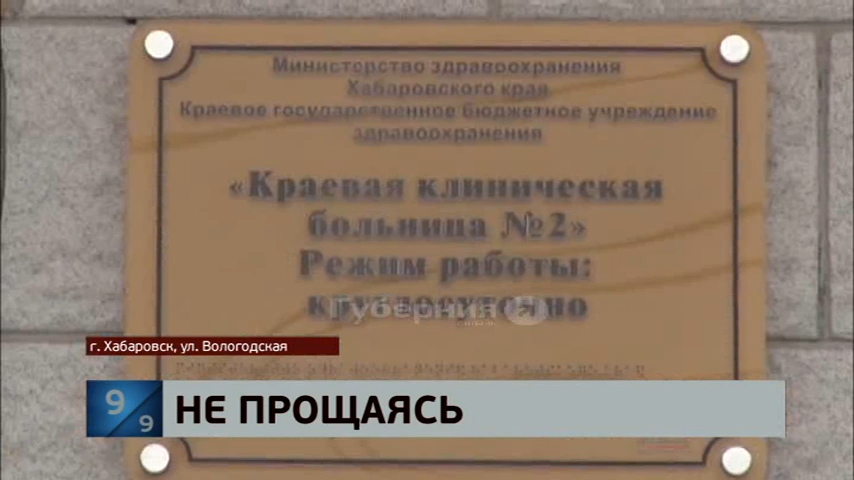 Министерство здравоохранения
Хабаровского края
Краевое государственное бюджетное учреждение
здравоохранения
«Краевая клиническая
больница №2»
Режим работы:
круглосуточно
Губерния
г. Хабаровск, ул. Вологодская
9
9
НЕ ПРОЩАЯСЬ